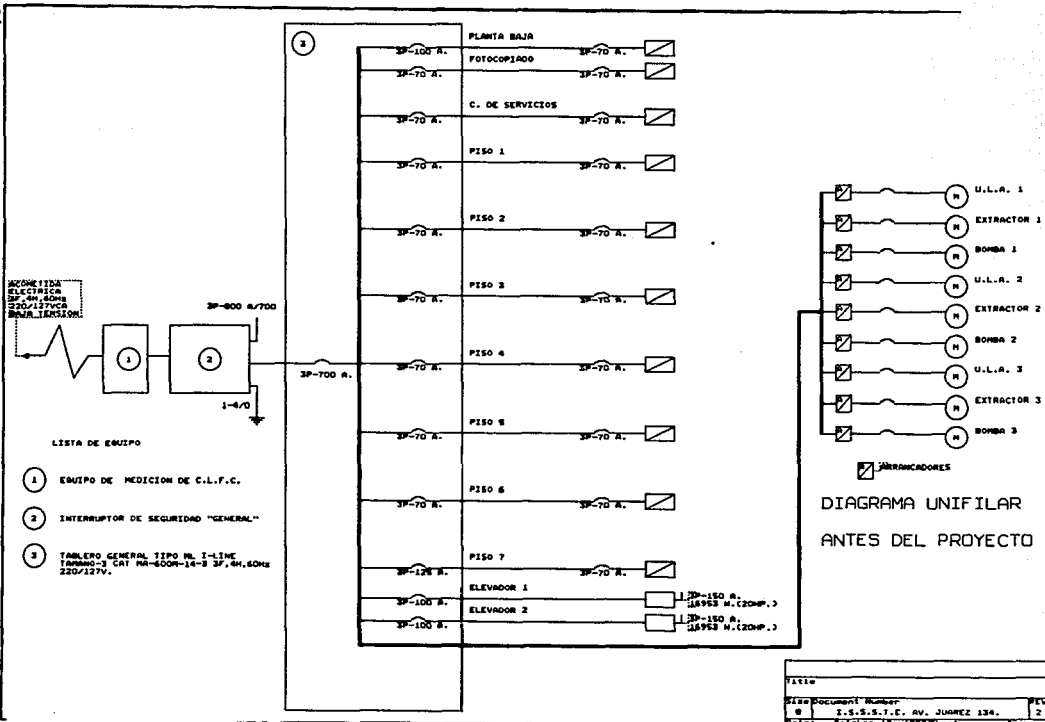 3
PLANTA BAJA
3P-100 A.
3P-70 A.
FOTOCOPIADO
3P-70 A.
3P-70 A.
C. DE SERVICIOS
3P-70 A.
3P-70 A.
PISO 1
3P-70 A.
3P-70 A.
PISO 2
3P-70 A.
3P-70 A.
PISO 3
3P-70 A.
3P-70 A.
PISO 4
3P-70 A.
3P-70 A.
PISO 5
3P-70 A.
3P-70 A.
PISO 6
3P-70 A.
3P-70 A.
PISO 7
3P-125 A.
3P-70 A.
ELEVADOR 1
3P-100 A.
3P-150 A.
16953 W.(20HP.)
ELEVADOR 2
3P-100 A.
3P-150 A.
16953 W.(20HP.)
ACOMETIDA
ELECTRICA
3F,4H,60Hz
220/127VCA
BAJA TENSION
1
2
3P-800 A/700
1-4/0
3P-700 A.
M
U.L.A. 1
M
EXTRACTOR 1
M
BOMBA 1
M
U.L.A. 2
M
EXTRACTOR 2
M
BOMBA 2
M
U.L.A. 3
M
EXTRACTOR 3
M
BOMBA 3
ARRANCADORES
LISTA DE EQUIPO
1 EQUIPO DE MEDICION DE C.L.F.C.
2 INTERRUPTOR DE SEGURIDAD "GENERAL"
3 TABLERO GENERAL TIPO ML I-LINE
TAMANO-3 CAT MA-600M-14-3 3F,4H,60Hz
220/127V.
DIAGRAMA UNIFILAR
ANTES DEL PROYECTO
Title
Size Document Number REV
I.S.S.S.T.E. AV. JUAREZ 134. 2